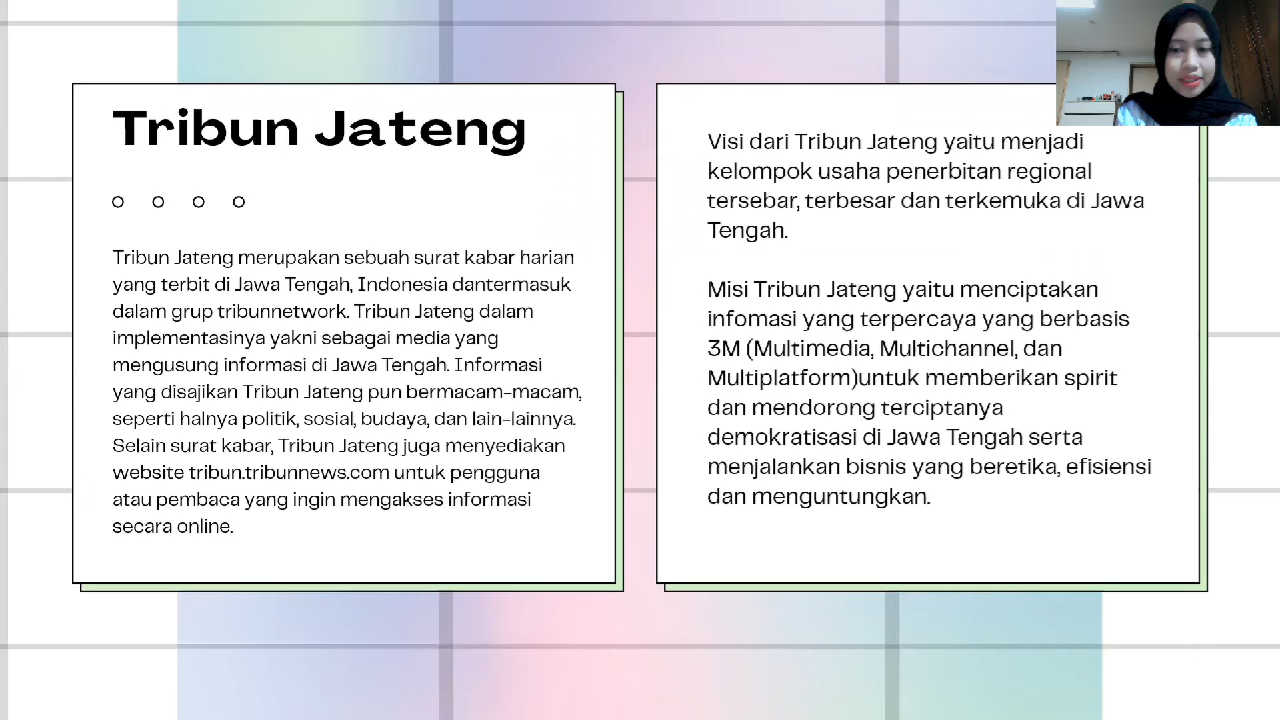 Tribun Jateng
Tribun Jateng merupakan sebuah surat kabar harian
yang terbit di Jawa Tengah, Indonesia dantermasuk
dalam grup tribunnetwork. Tribun Jateng dalam
implementasinya yakni sebagai media yang
mengusung informasi di Jawa Tengah. Informasi
yang disajikan Tribun Jateng pun bermacam-macam,
seperti halnya politik, sosial, budaya, dan lain-lainnya.
Selain surat kabar, Tribun Jateng juga menyediakan
website tribun.tribunnews.com untuk pengguna
atau pembaca yang ingin mengakses informasi
secara online.
Visi dari Tribun Jateng yaitu menjadi
kelompok usaha penerbitan regional
tersebar, terbesar dan terkemuka di Jawa
Tengah.
Misi Tribun Jateng yaitu menciptakan
infomasi yang terpercaya yang berbasis
3M (Multimedia, Multichannel, dan
Multiplatform)untuk memberikan spirit
dan mendorong terciptanya
demokratisasi di Jawa Tengah serta
menjalankan bisnis yang beretika, efisiensi
dan menguntungkan.